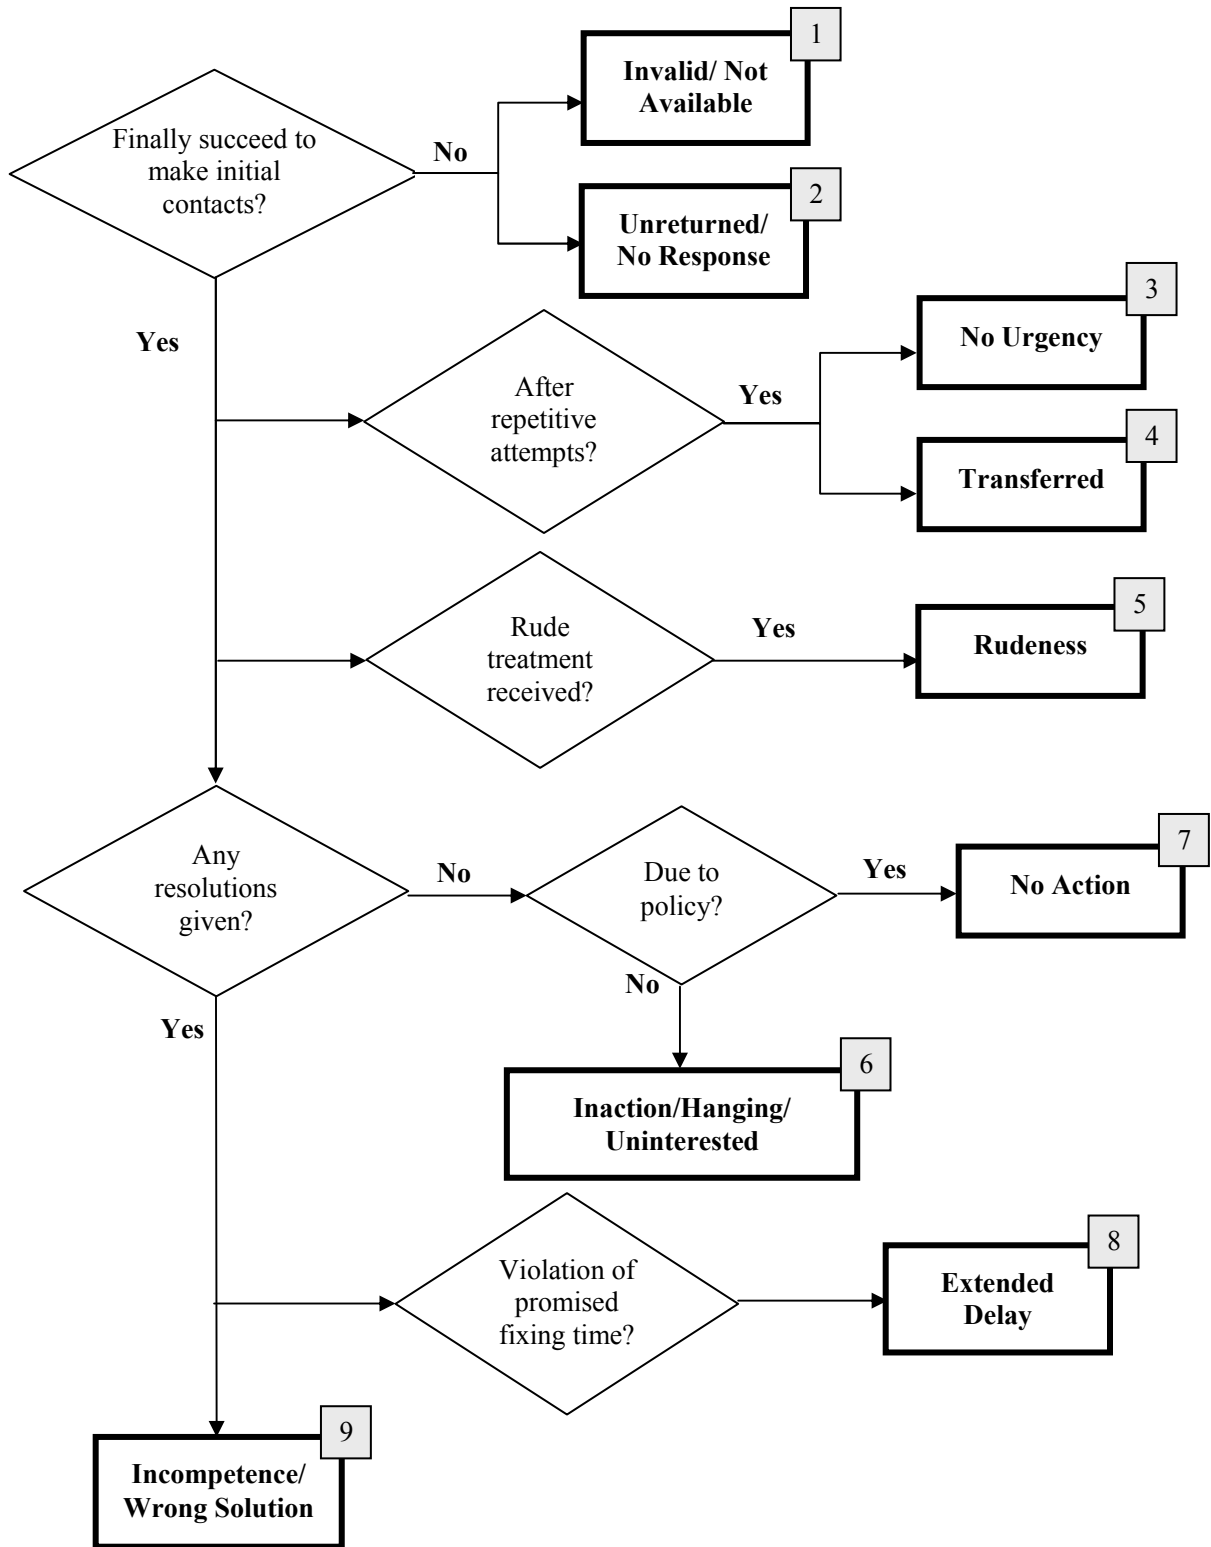 1
Invalid/ Not
Available
Finally succeed to
make initial
contacts?
No
2
Unreturned/
No Response
3
No Urgency
Yes
After
repetitive
attempts?
Yes
4
Transferred
5
Rudeness
Rude
treatment
received?
Yes
Any
resolutions
given?
No
Due to
policy?
Yes
7
No Action
No
Yes
6
Inaction/Hanging/
Uninterested
8
Extended
Delay
Violation of
promised
fixing time?
9
Incompetence/
Wrong Solution